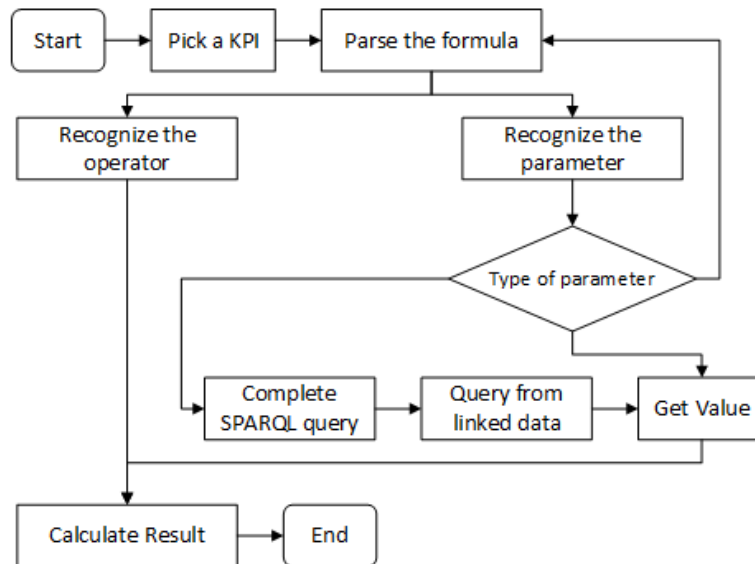 Start
Pick a KPI
Parse the formula
Recognize the
operator
Recognize the
parameter
Type of parameter
Complete
SPARQL query
Query from
linked data
Get Value
Calculate Result
End